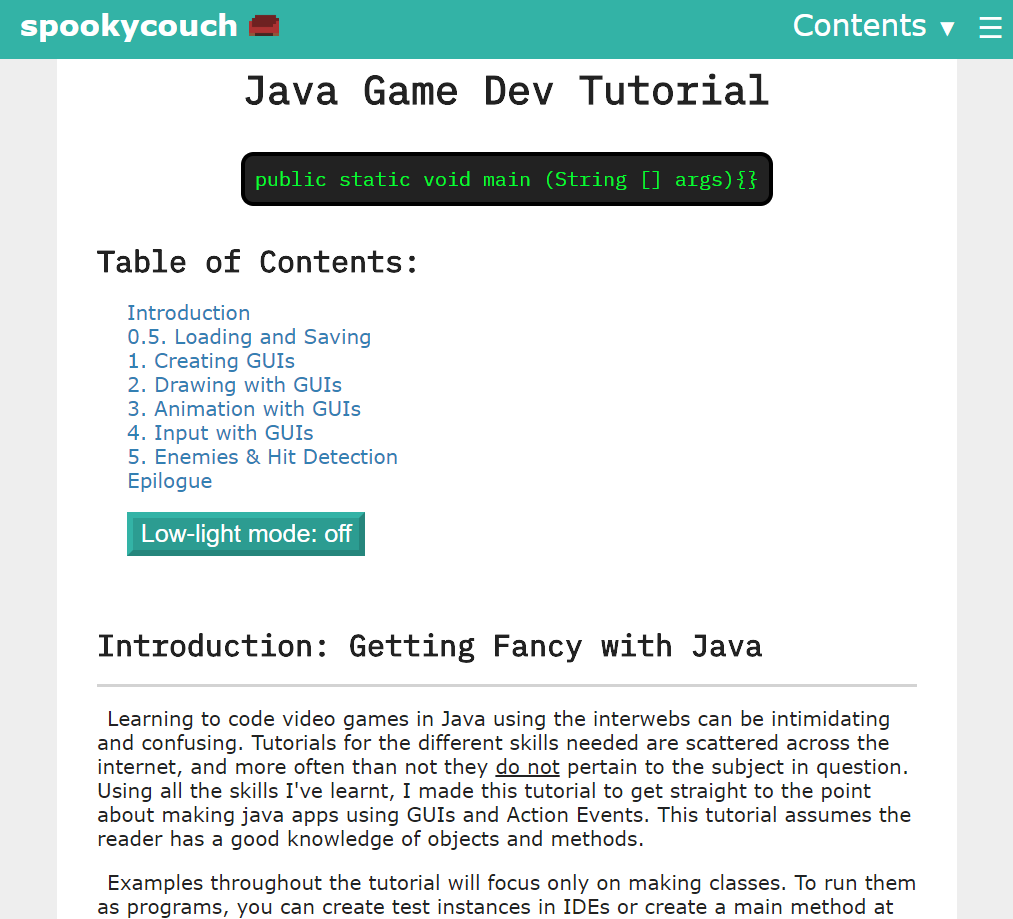 spookycouch
Contents ▼ ☰
Java Game Dev Tutorial
public static void main (String [] args){}
Table of Contents:
Introduction
0.5. Loading and Saving
1. Creating GUIs
2. Drawing with GUIs
3. Animation with GUIs
4. Input with GUIs
5. Enemies & Hit Detection
Epilogue
Low-light mode: off
Introduction: Getting Fancy with Java
Learning to code video games in Java using the interwebs can be intimidating
and confusing. Tutorials for the different skills needed are scattered across the
internet, and more often than not they do not pertain to the subject in question.
Using all the skills I've learnt, I made this tutorial to get straight to the point
about making java apps using GUIs and Action Events. This tutorial assumes the
reader has a good knowledge of objects and methods.
Examples throughout the tutorial will focus only on making classes. To run them
as programs, you can create test instances in IDEs or create a main method at